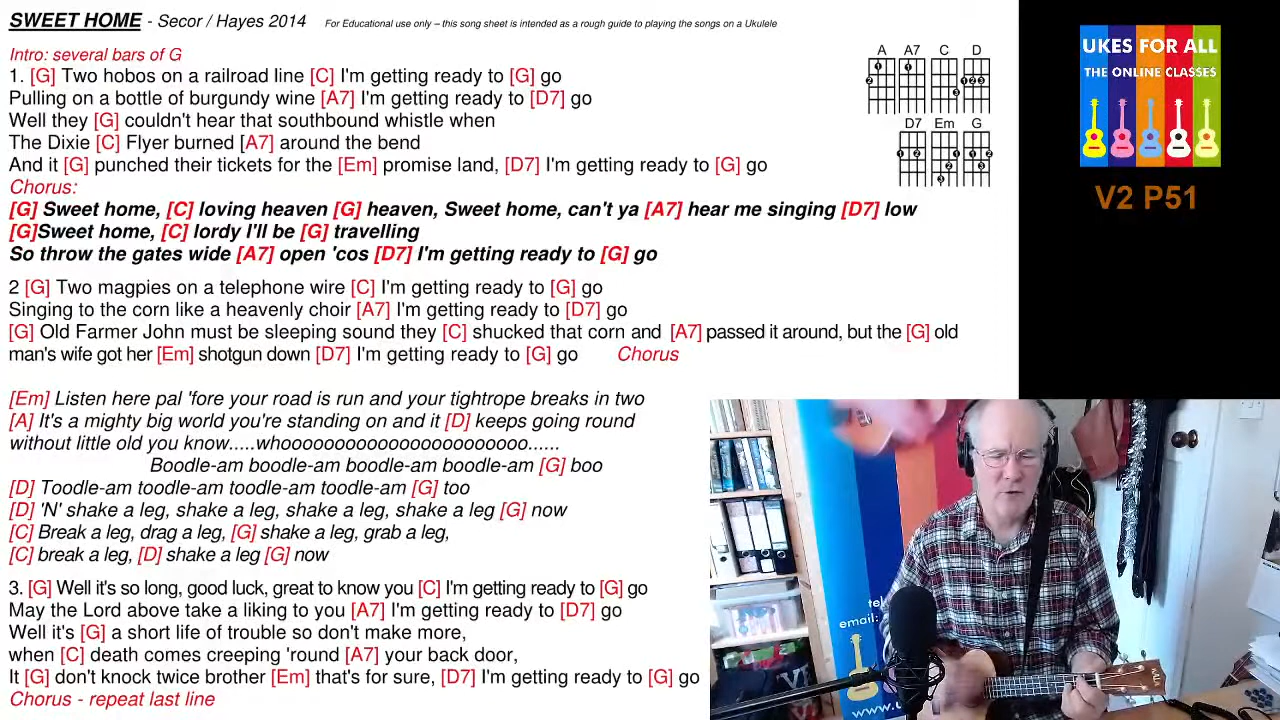 SWEET HOME - Secor / Hayes 2014 For Educational use only – this song sheet is intended as a rough guide to playing the songs on a Ukulele
Intro: several bars of G
1. [G] Two hobos on a railroad line [C] I'm getting ready to [G] go
Pulling on a bottle of burgundy wine [A7] I'm getting ready to [D7] go
Well they [G] couldn't hear that southbound whistle when
The Dixie [C] Flyer burned [A7] around the bend
And it [G] punched their tickets for the [Em] promise land, [D7] I'm getting ready to [G] go
Chorus:
[G] Sweet home, [C] loving heaven [G] heaven, Sweet home, can't ya [A7] hear me singing [D7] low
[G]Sweet home, [C] lordy I'll be [G] travelling
So throw the gates wide [A7] open 'cos [D7] I'm getting ready to [G] go
2 [G] Two magpies on a telephone wire [C] I'm getting ready to [G] go
Singing to the corn like a heavenly choir [A7] I'm getting ready to [D7] go
[G] Old Farmer John must be sleeping sound they [C] shucked that corn and [A7] passed it around, but the [G] old
man's wife got her [Em] shotgun down [D7] I'm getting ready to [G] go Chorus
[Em] Listen here pal 'fore your road is run and your tightrope breaks in two
[A] It's a mighty big world you're standing on and it [D] keeps going round
without little old you know.....whooooooooooooooooooooooo......
Boodle-am boodle-am boodle-am boodle-am [G] boo
[D] Toodle-am toodle-am toodle-am toodle-am [G] too
[D] 'N' shake a leg, shake a leg, shake a leg, shake a leg [G] now
[C] Break a leg, drag a leg, [G] shake a leg, grab a leg,
[C] break a leg, [D] shake a leg [G] now
3. [G] Well it's so long, good luck, great to know you [C] I'm getting ready to [G] go
May the Lord above take a liking to you [A7] I'm getting ready to [D7] go
Well it's [G] a short life of trouble so don't make more,
when [C] death comes creeping 'round [A7] your back door,
It [G] don't knock twice brother [Em] that's for sure, [D7] I'm getting ready to [G] go
Chorus - repeat last line
A A7 C D
D7 Em G
UKES FOR ALL
THE ONLINE CLASSES
V2 P51
tel
email:
www.u